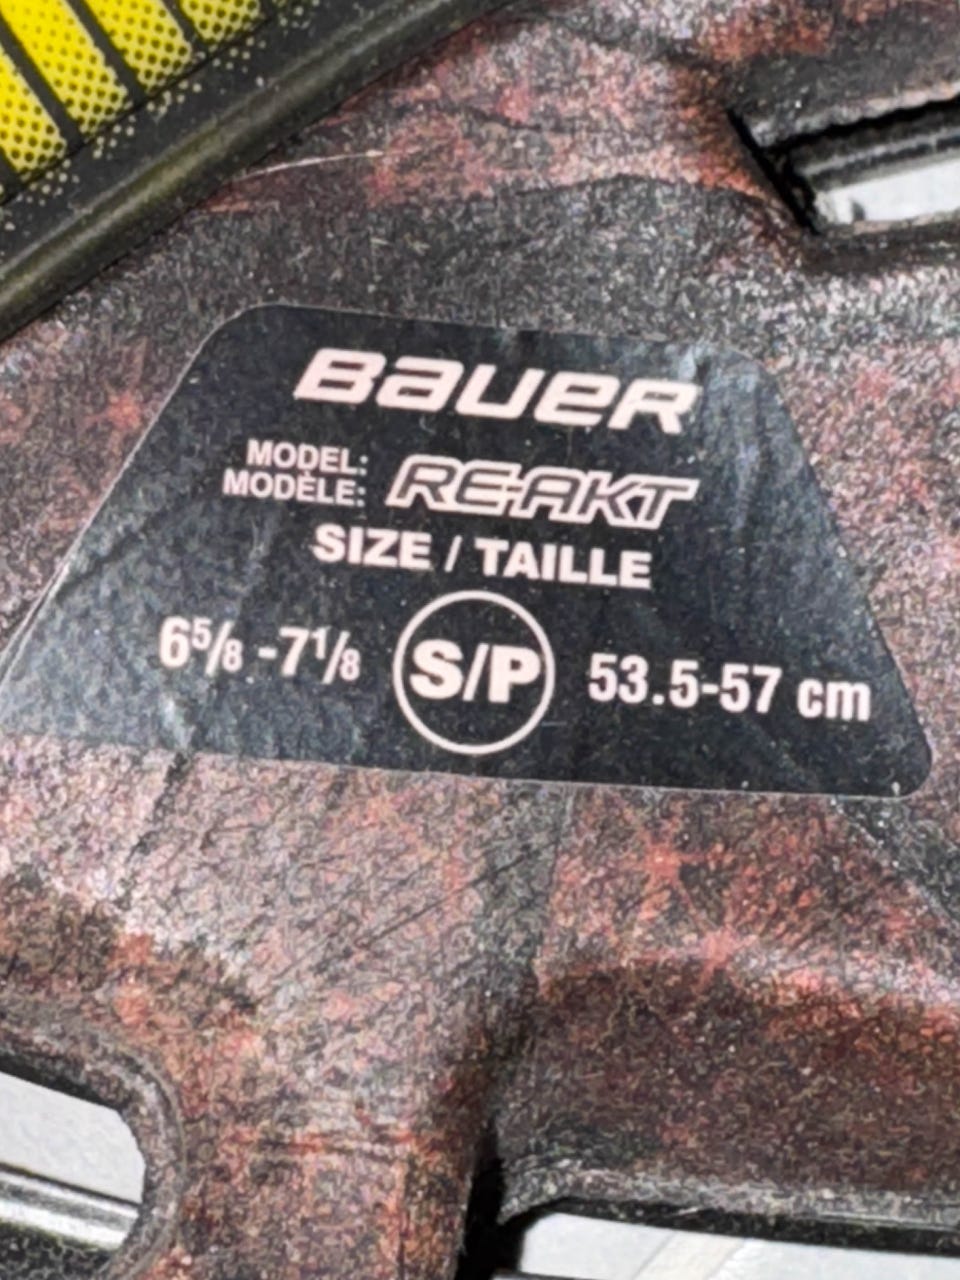 BAUER
MODEL:
MODÈLE: RE-AKT
SIZE / TAILLE
6⅝ -7⅛ S/P 53.5-57 cm